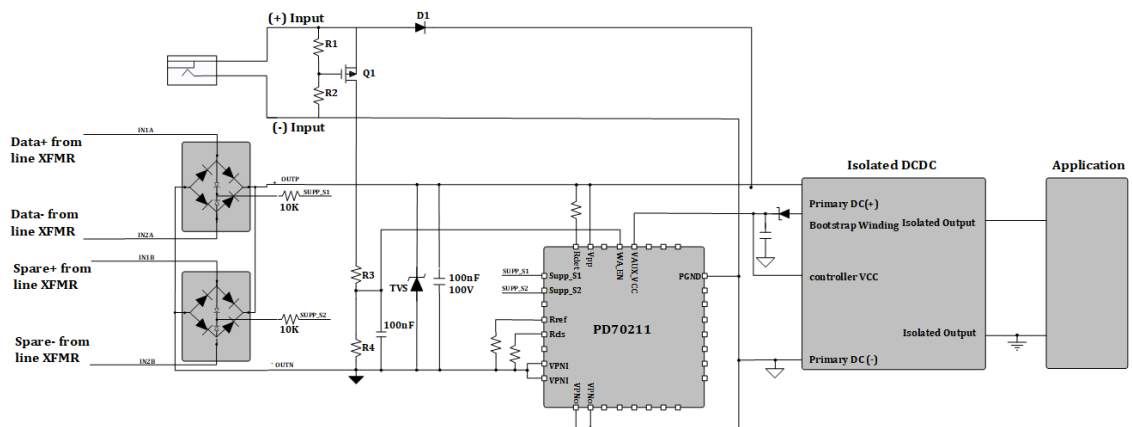 (+) Input
D1
R1
Q1
R2
(-) Input
IN1A
Data+ from
line XFMR
Isolated DCDC
Application
+ OUTP
SUPP_S1
10K
Primary DC(+)
Bootstrap Winding
Isolated Output
Data- from
line XFMR
IN2A
Spare+ from
line XFMR
IN1B
Rdet
Vpp
WA_EN
VAUX_VCC
PGND
SUPP_S1
Supp_S1
SUPP_S2
Supp_S2
controller VCC
R3
TVS
100nF
100V
SUPP_S2
10K
100nF
Rref
PD70211
Rds
Isolated Output
R4
Spare- from
line XFMR
IN2B
- OUTN
VPNI
VPNI
Primary DC (-)
VPNo
VPNo